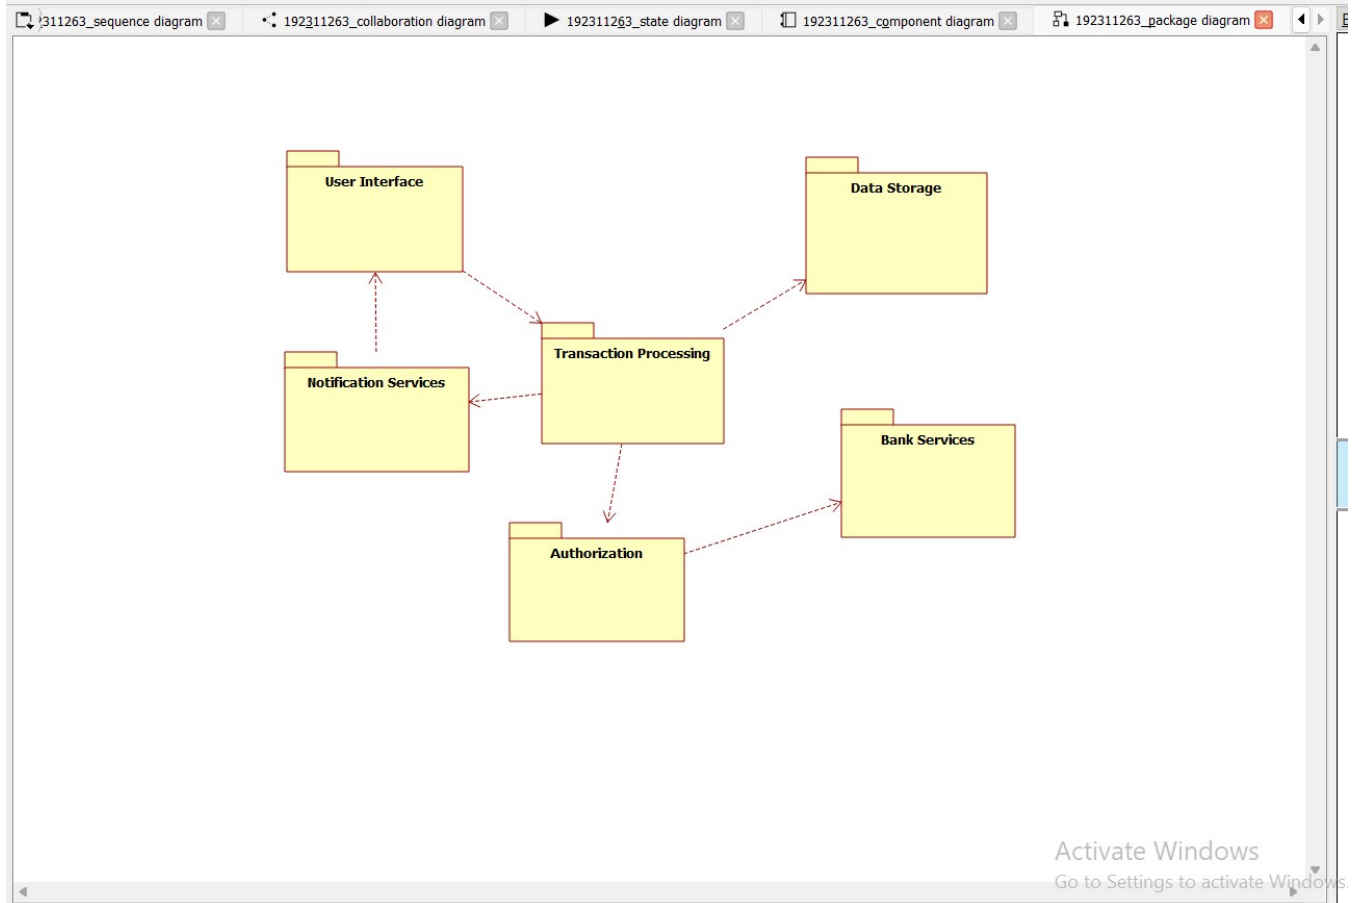 311263_sequence diagram
192311263_collaboration diagram
192311263_state diagram
192311263_component diagram
192311263_package diagram
User Interface
Data Storage
Transaction Processing
Notification Services
Bank Services
Authorization
Activate Windows
Go to Settings to activate Windows.